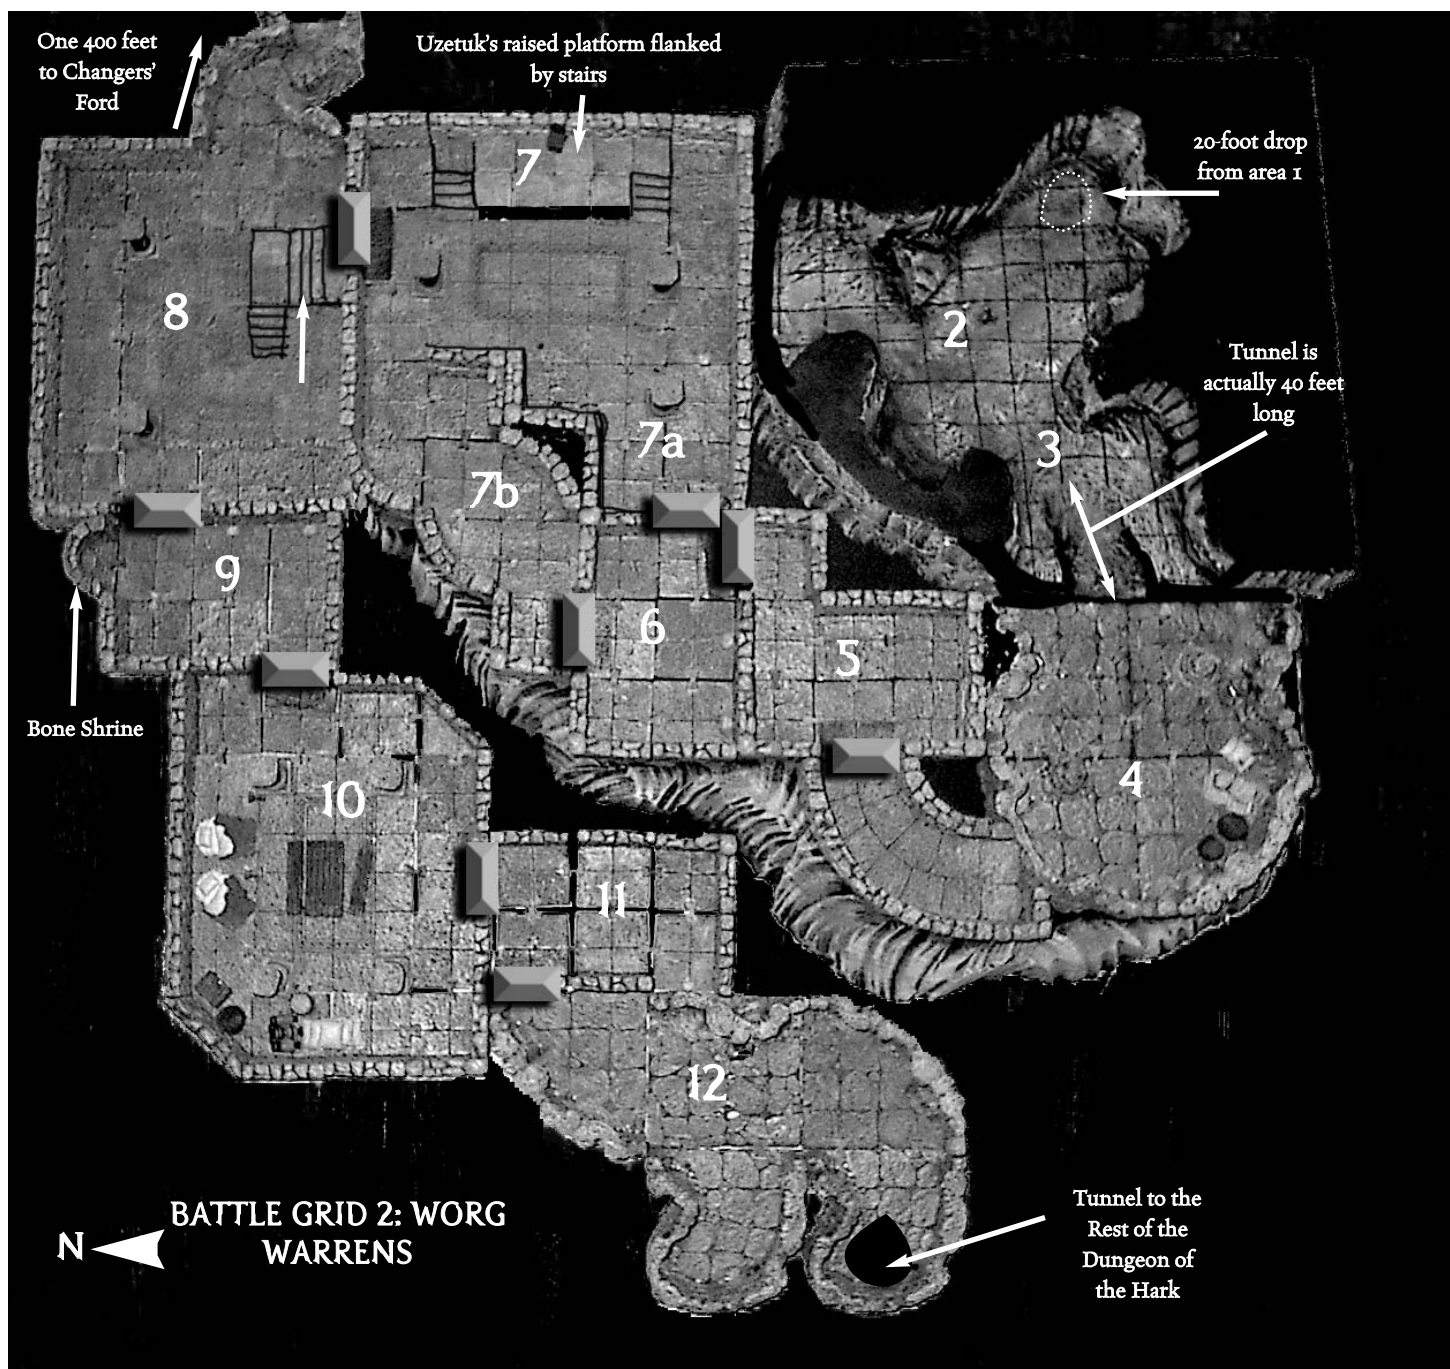 One 400 feet
to Changers'
Ford
Uzetuk's raised platform flanked
by stairs
7
20-foot drop
from area 1
8
2
Tunnel is
actually 40 feet
long
7a
3
7b
9
6
5
Bone Shrine
4
10
11
12
BATTLE GRID 2: WORG
WARRENS
N
Tunnel to the
Rest of the
Dungeon of
the Hark